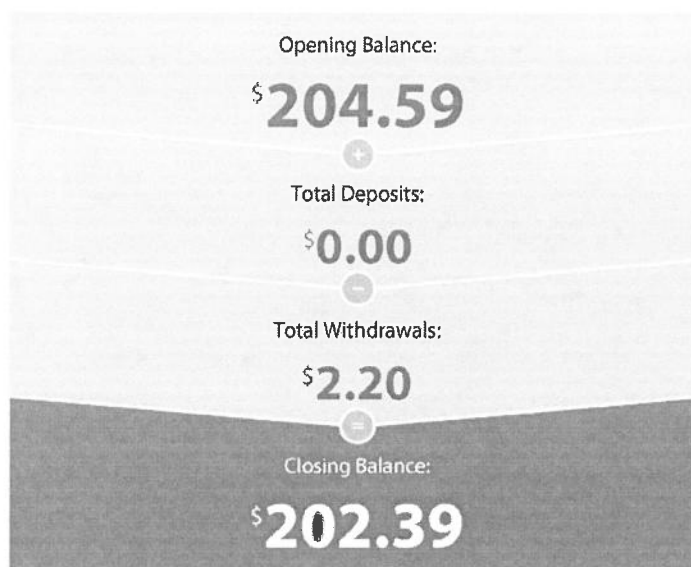 Opening Balance:
$204.59
+
Total Deposits:
$0.00
−
Total Withdrawals:
$2.20
=
Closing Balance:
$202.39